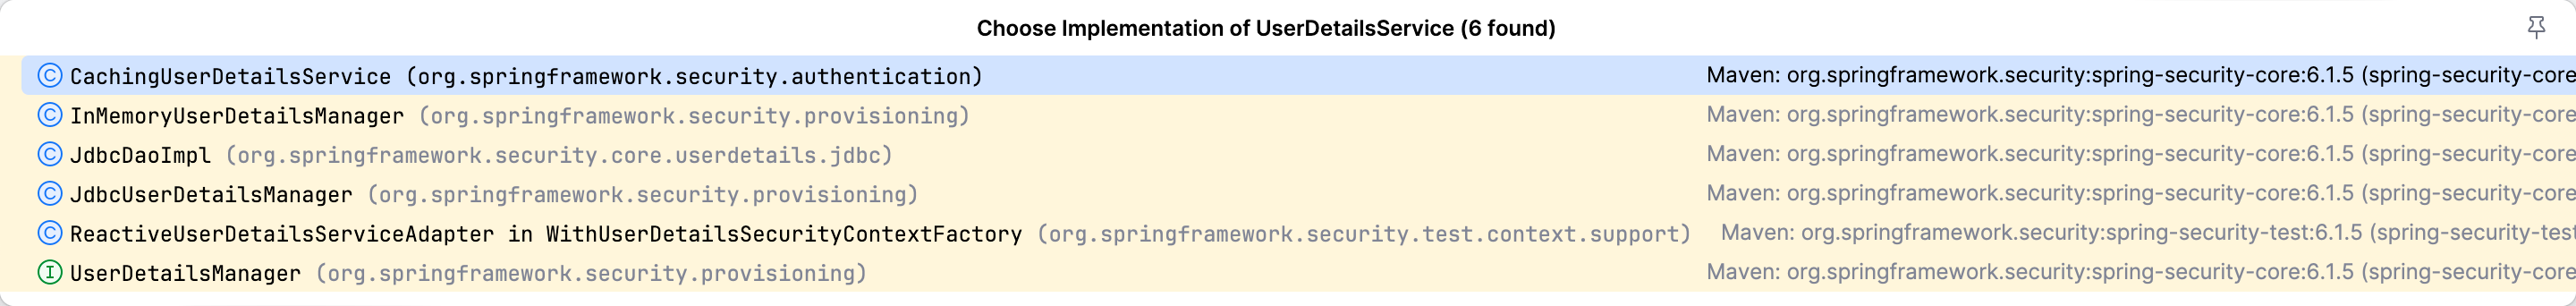 Choose Implementation of UserDetailsService (6 found)
CachingUserDetailsService (org.springframework.security.authentication) Maven: org.springframework.security:spring-security-core:6.1.5 (spring-security-core
InMemoryUserDetailsManager (org.springframework.security.provisioning) Maven: org.springframework.security:spring-security-core:6.1.5 (spring-security-core
JdbcDaoImpl (org.springframework.security.core.userdetails.jdbc) Maven: org.springframework.security:spring-security-core:6.1.5 (spring-security-core
JdbcUserDetailsManager (org.springframework.security.provisioning) Maven: org.springframework.security:spring-security-core:6.1.5 (spring-security-core
ReactiveUserDetailsServiceAdapter in WithUserDetailsSecurityContextFactory (org.springframework.security.test.context.support) Maven: org.springframework.security:spring-security-test:6.1.5 (spring-security-test
UserDetailsManager (org.springframework.security.provisioning) Maven: org.springframework.security:spring-security-core:6.1.5 (spring-security-core